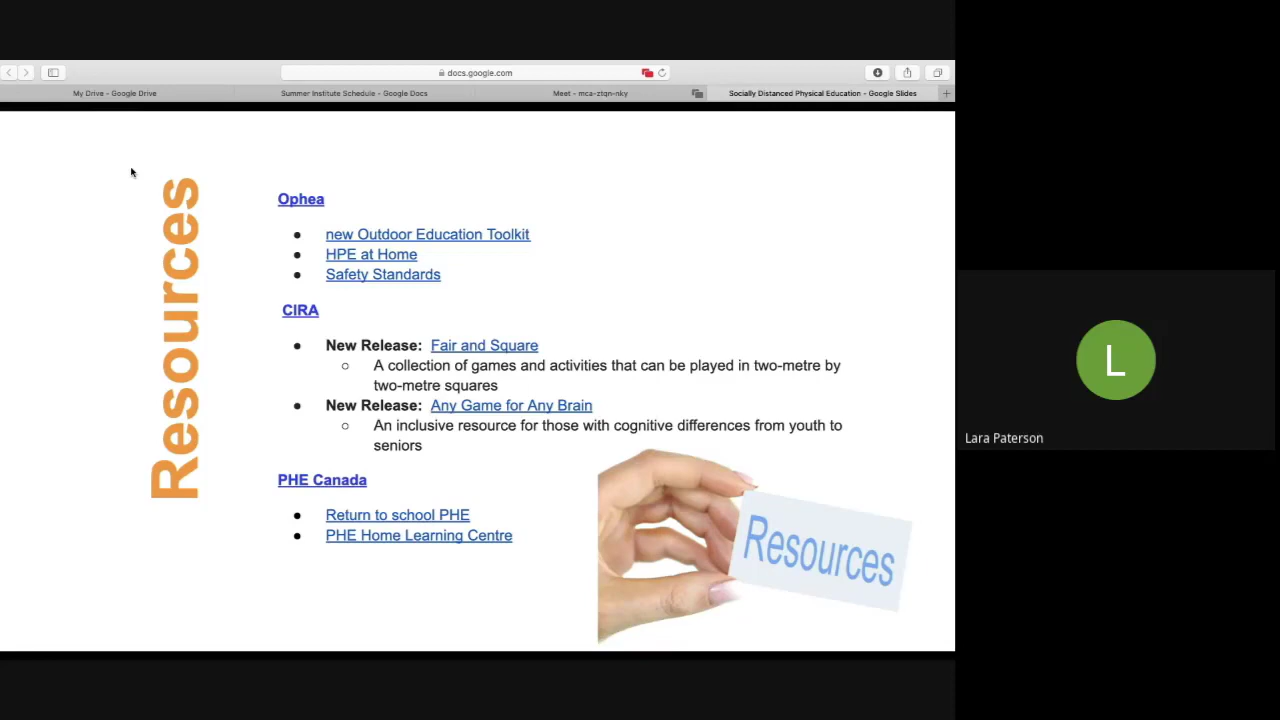 docs.google.com
My Drive - Google Drive
Summer Institute Schedule - Google Docs
Meet - mca-ztqn-nky
Socially Distanced Physical Education - Google Slides
Resources
Ophea
new Outdoor Education Toolkit
HPE at Home
Safety Standards
CIRA
New Release: Fair and Square
A collection of games and activities that can be played in two-metre by
two-metre squares
New Release: Any Game for Any Brain
An inclusive resource for those with cognitive differences from youth to
seniors
PHE Canada
Return to school PHE
PHE Home Learning Centre
Resources
L
Lara Paterson